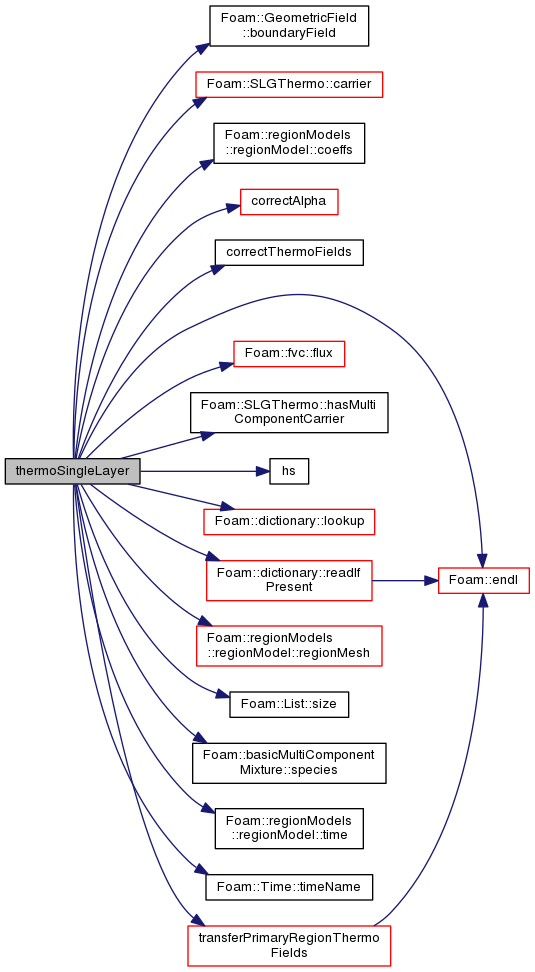 Foam::GeometricField
::boundaryField
Foam::SLGThermo::carrier
Foam::regionModels
::regionModel::coeffs
correctAlpha
correctThermoFields
Foam::fvc::flux
Foam::SLGThermo::hasMulti
ComponentCarrier
thermoSingleLayer
hs
Foam::dictionary::lookup
Foam::dictionary::readIf
Present
Foam::endl
Foam::regionModels
::regionModel::regionMesh
Foam::List::size
Foam::basicMultiComponent
Mixture::species
Foam::regionModels
::regionModel::time
Foam::Time::timeName
transferPrimaryRegionThermo
Fields